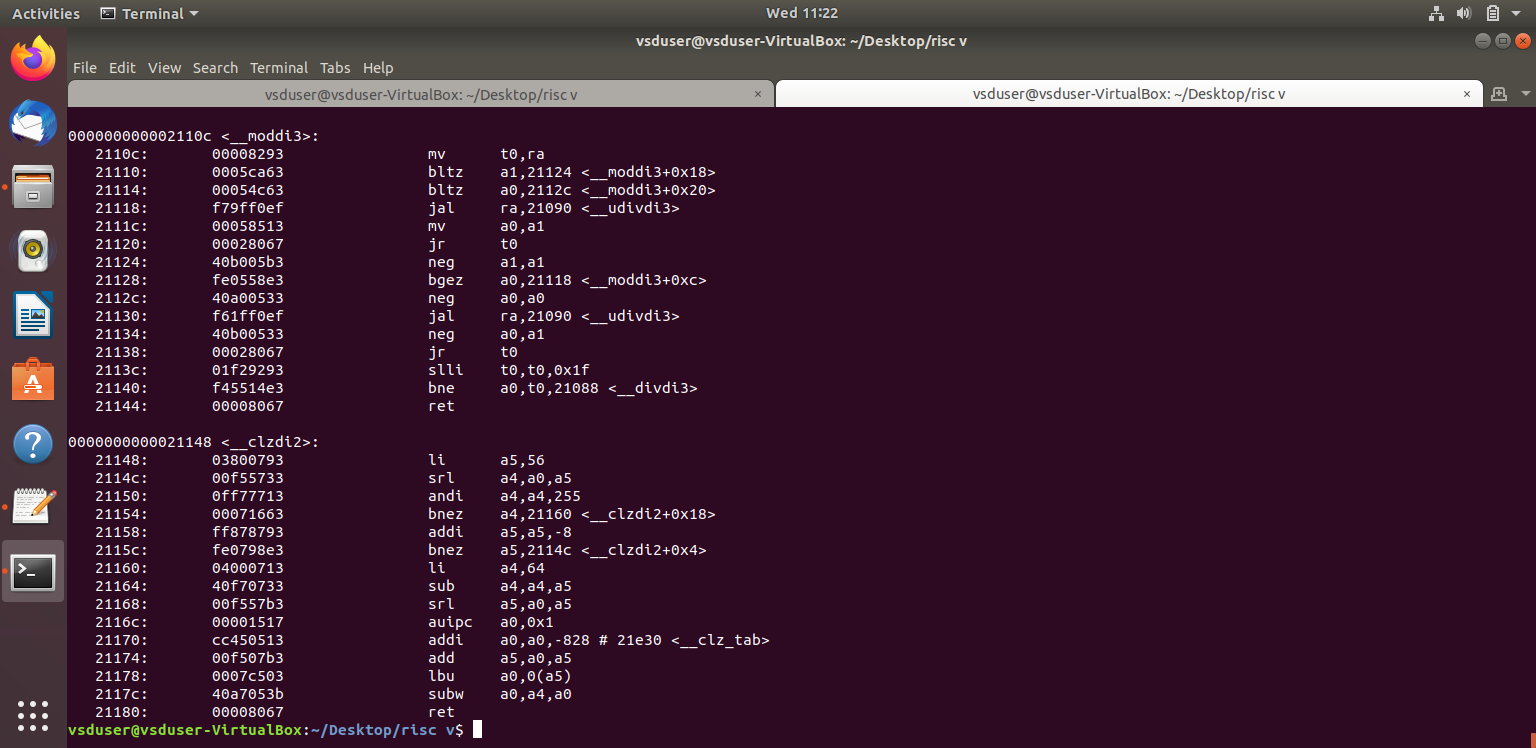 Activities Terminal Wed 11:22
vsduser@vsduser-VirtualBox: ~/Desktop/risc v
File Edit View Search Terminal Tabs Help
vsduser@vsduser-VirtualBox: ~/Desktop/risc v × vsduser@vsduser-VirtualBox: ~/Desktop/risc v ×
000000000002110c <__moddi3>:
2110c: 00008293 mv t0,ra
21110: 0005ca63 bltz a1,21124 <__moddi3+0x18>
21114: 00054c63 bltz a0,2112c <__moddi3+0x20>
21118: f79ff0ef jal ra,21090 <__udivdi3>
2111c: 00058513 mv a0,a1
21120: 00028067 jr t0
21124: 40b005b3 neg a1,a1
21128: fe0558e3 bgez a0,21118 <__moddi3+0xc>
2112c: 40a00533 neg a0,a0
21130: f61ff0ef jal ra,21090 <__udivdi3>
21134: 40b00533 neg a0,a1
21138: 00028067 jr t0
2113c: 01f29293 slli t0,t0,0x1f
21140: f45514e3 bne a0,t0,21088 <__divdi3>
21144: 00008067 ret
0000000000021148 <__clzdi2>:
21148: 03800793 li a5,56
2114c: 00f55733 srl a4,a0,a5
21150: 0ff77713 andi a4,a4,255
21154: 00071663 bnez a4,21160 <__clzdi2+0x18>
21158: ff878793 addi a5,a5,-8
2115c: fe0798e3 bnez a5,2114c <__clzdi2+0x4>
21160: 04000713 li a4,64
21164: 40f70733 sub a4,a4,a5
21168: 00f557b3 srl a5,a0,a5
2116c: 00001517 auipc a0,0x1
21170: cc450513 addi a0,a0,-828 # 21e30 <__clz_tab>
21174: 00f507b3 add a5,a0,a5
21178: 0007c503 lbu a0,0(a5)
2117c: 40a7053b subw a0,a4,a0
21180: 00008067 ret
vsduser@vsduser-VirtualBox:~/Desktop/risc v$